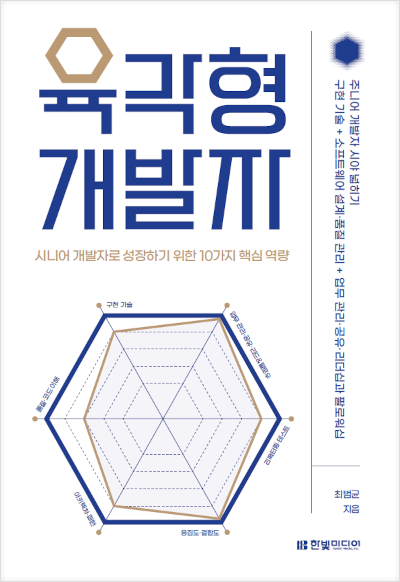 육각형
개발자
시니어 개발자로 성장하기 위한 10가지 핵심 역량
주니어 개발자 시야 넓히기
구현 기술 + 소프트웨어 설계·품질 관리 + 업무 관리·공유·리더십과 팔로워십
구현 기술
업무 관리·공유·리드&팔로우
품질·코드 이해
리팩터링·테스트
아키텍처·패턴
응집도·결합도
최범균
지음
한빛미디어